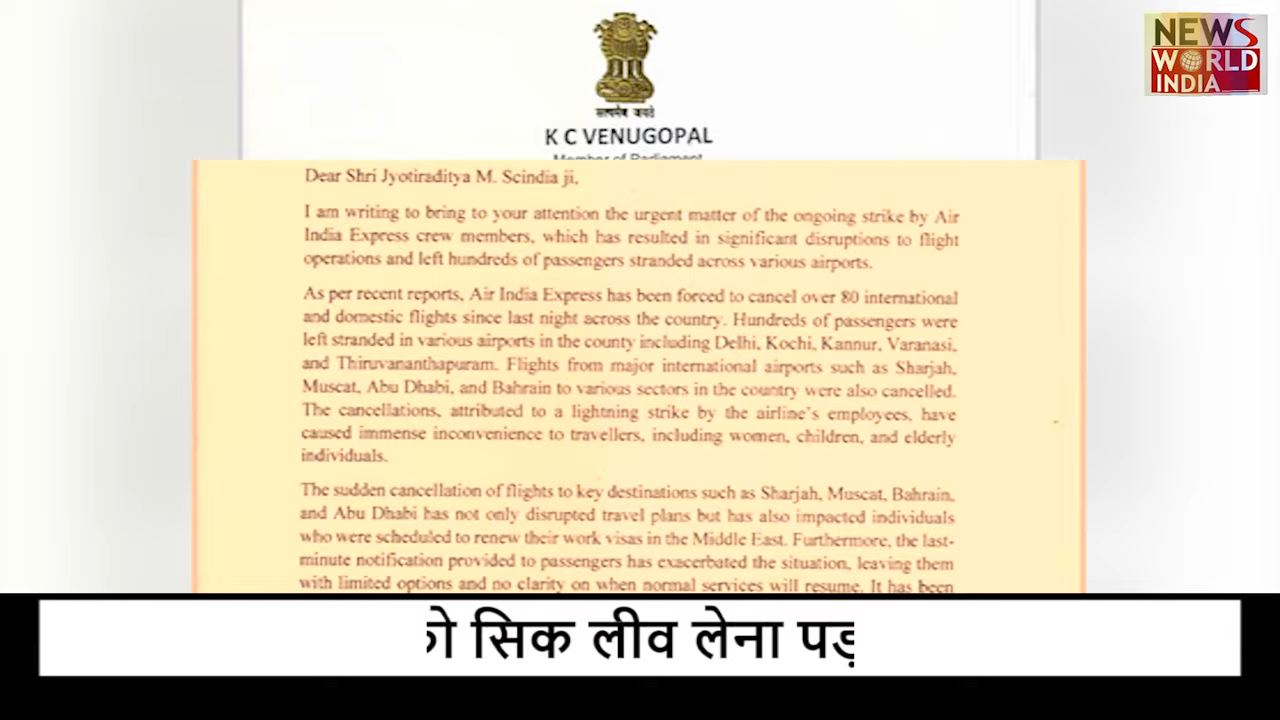 NEWS
WORLD
INDIA
सत्यमेव जयते
K C VENUGOPAL
Member of Parliament
Dear Shri Jyotiraditya M. Scindia ji,
I am writing to bring to your attention the urgent matter of the ongoing strike by Air
India Express crew members, which has resulted in significant disruptions to flight
operations and left hundreds of passengers stranded across various airports.
As per recent reports, Air India Express has been forced to cancel over 80 international
and domestic flights since last night across the country. Hundreds of passengers were
left stranded in various airports in the county including Delhi, Kochi, Kannur, Varanasi,
and Thiruvananthapuram. Flights from major international airports such as Sharjah,
Muscat, Abu Dhabi, and Bahrain to various sectors in the country were also cancelled.
The cancellations, attributed to a lightning strike by the airline's employees, have
caused immense inconvenience to travellers, including women, children, and elderly
individuals.
The sudden cancellation of flights to key destinations such as Sharjah, Muscat, Bahrain,
and Abu Dhabi has not only disrupted travel plans but has also impacted individuals
who were scheduled to renew their work visas in the Middle East. Furthermore, the last-
minute notification provided to passengers has exacerbated the situation, leaving them
with limited options and no clarity on when normal services will resume. It has been
को सिक लीव लेना पड़